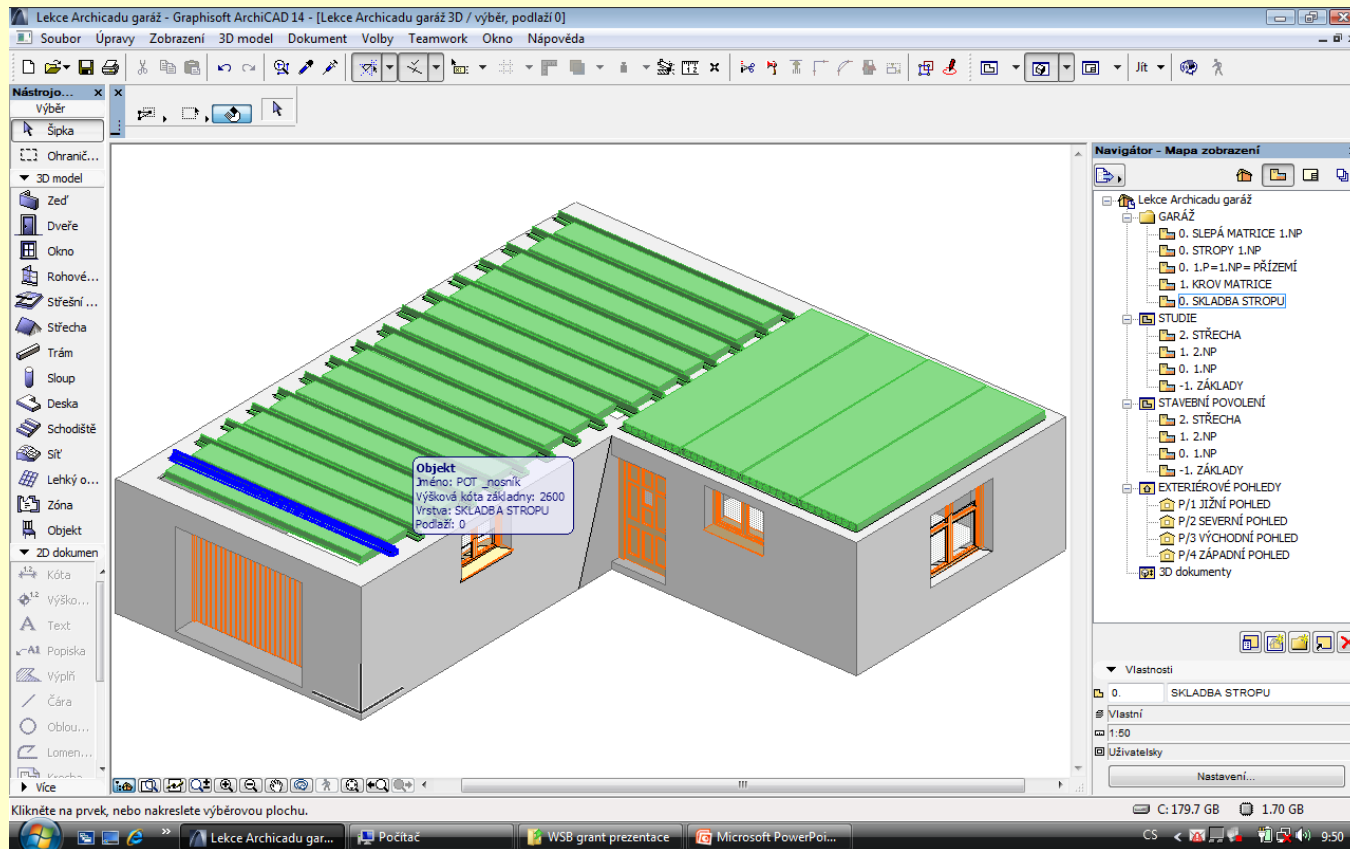 Lekce Archicadu garáž - Graphisoft ArchiCAD 14 - [Lekce Archicadu garáž 3D / výběr, podlaží 0]
Soubor Úpravy Zobrazení 3D model Dokument Volby Teamwork Okno Nápověda
Jít
Nástrojo...
Výběr
Šipka
Ohranič...
3D model
Zeď
Dveře
Okno
Rohové...
Střešní ...
Střecha
Trám
Sloup
Deska
Schodiště
Síť
Lehký o...
Zóna
Objekt
2D dokumen
Kóta
Výško...
Text
Popiska
Výplň
Čára
Oblou...
Lomen...
Více
Objekt
Jméno: POT _nosník
Výšková kóta základny: 2600
Vrstva: SKLADBA STROPU
Podlaží: 0
Navigátor - Mapa zobrazení
Lekce Archicadu garáž
GARÁŽ
0. SLEPÁ MATRICE 1.NP
0. STROPY 1.NP
0. 1.P=1.NP= PŘÍZEMÍ
1. KROV MATRICE
0. SKLADBA STROPU
STUDIE
2. STŘECHA
1. 2.NP
0. 1.NP
-1. ZÁKLADY
STAVEBNÍ POVOLENÍ
2. STŘECHA
1. 2.NP
0. 1.NP
-1. ZÁKLADY
EXTERIÉROVÉ POHLEDY
P/1 JIŽNÍ POHLED
P/2 SEVERNÍ POHLED
P/3 VÝCHODNÍ POHLED
P/4 ZÁPADNÍ POHLED
3D dokumenty
Vlastnosti
0. SKLADBA STROPU
Vlastní
1:50
Uživatelsky
Nastavení...
Klikněte na prvek, nebo nakreslete výběrovou plochu.
C: 179.7 GB 1.70 GB
Lekce Archicadu gar... Počítač WSB grant prezentace Microsoft PowerPoi... CS 9:50